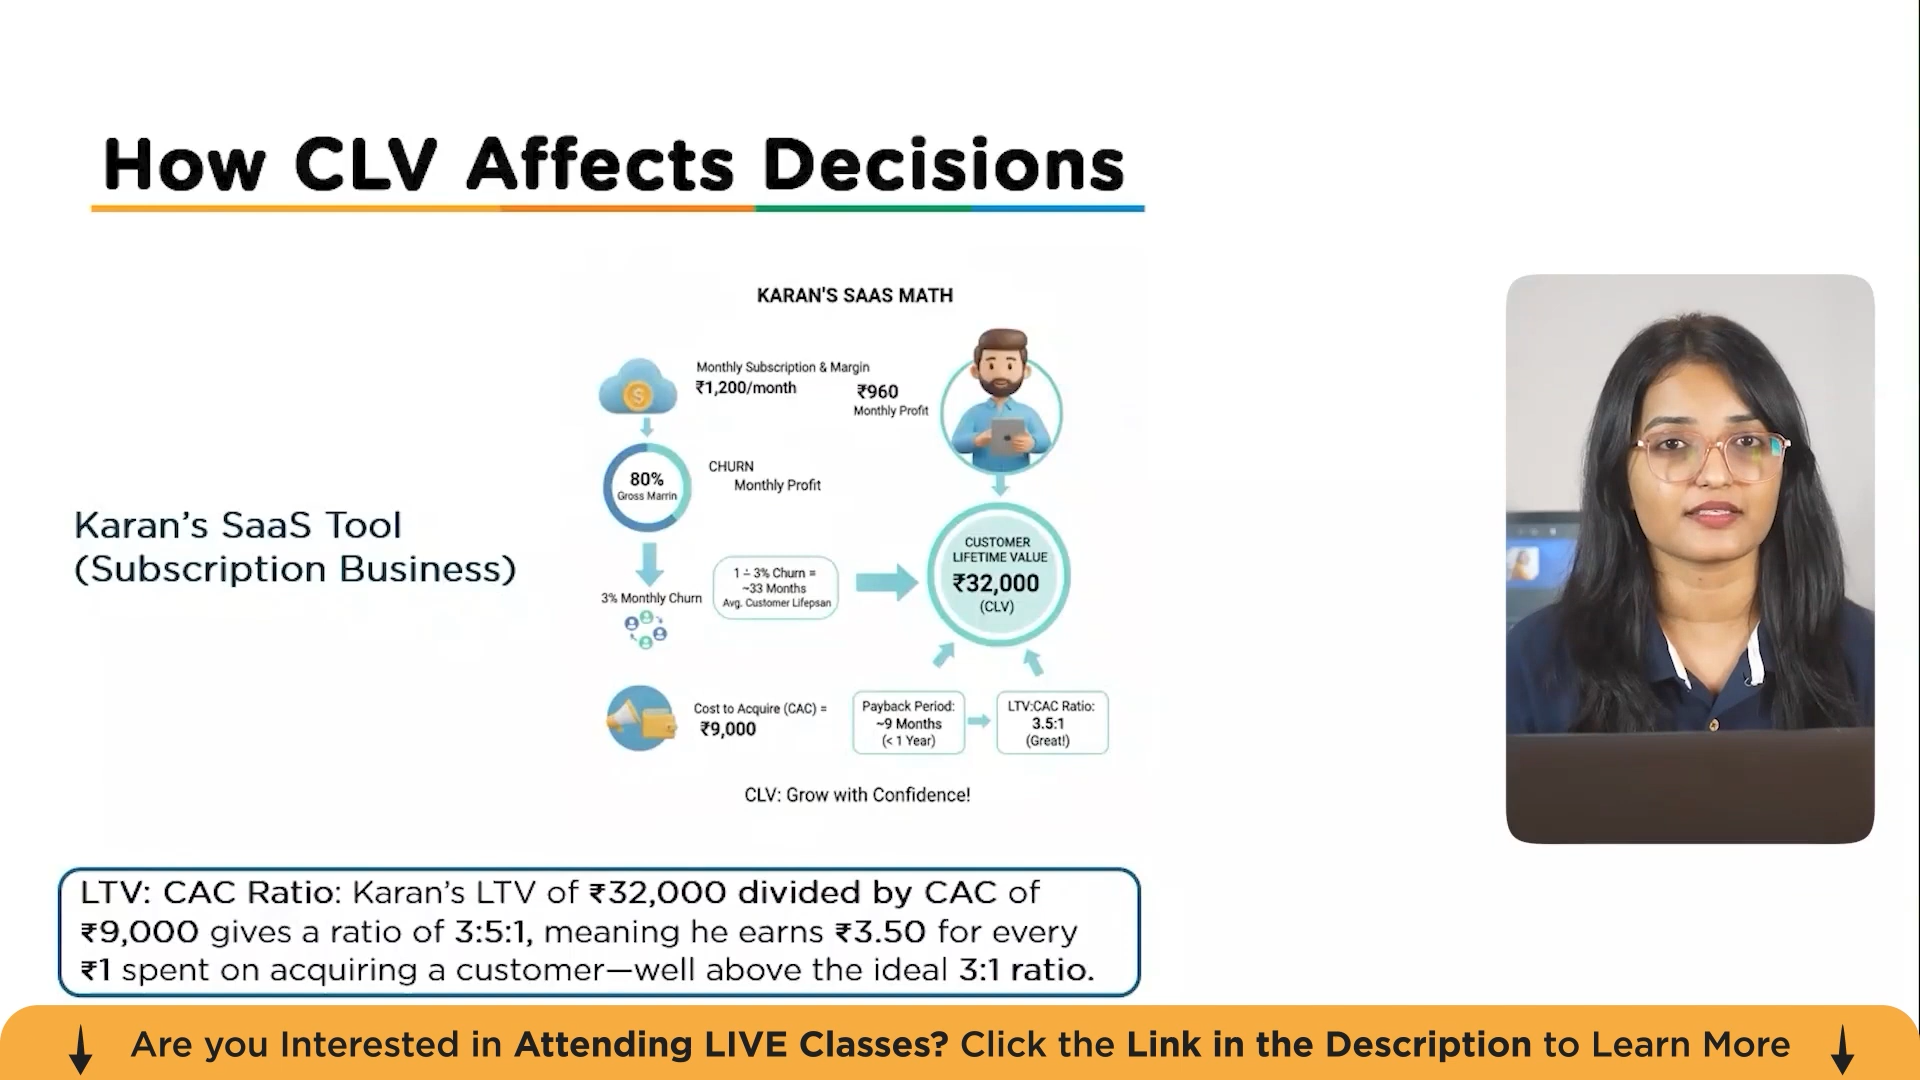 How CLV Affects Decisions
KARAN'S SAAS MATH
Monthly Subscription & Margin
₹1,200/month
₹960
Monthly Profit
80%
Gross Marrin
CHURN
Monthly Profit
Karan's SaaS Tool
(Subscription Business)
3% Monthly Churn
1 ∸ 3% Churn =
~33 Months
Avg. Customer Lifepsan
CUSTOMER
LIFETIME VALUE
₹32,000
(CLV)
Cost to Acquire (CAC) =
₹9,000
Payback Period:
~9 Months
(< 1 Year)
LTV:CAC Ratio:
3.5:1
(Great!)
CLV: Grow with Confidence!
LTV: CAC Ratio: Karan's LTV of ₹32,000 divided by CAC of
₹9,000 gives a ratio of 3:5:1, meaning he earns ₹3.50 for every
₹1 spent on acquiring a customer—well above the ideal 3:1 ratio.
Are you Interested in Attending LIVE Classes? Click the Link in the Description to Learn More